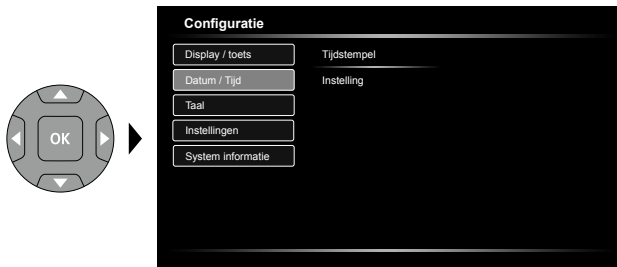 OK
Configuratie
Display / toets
Tijdstempel
Datum / Tijd
Instelling
Taal
Instellingen
System informatie